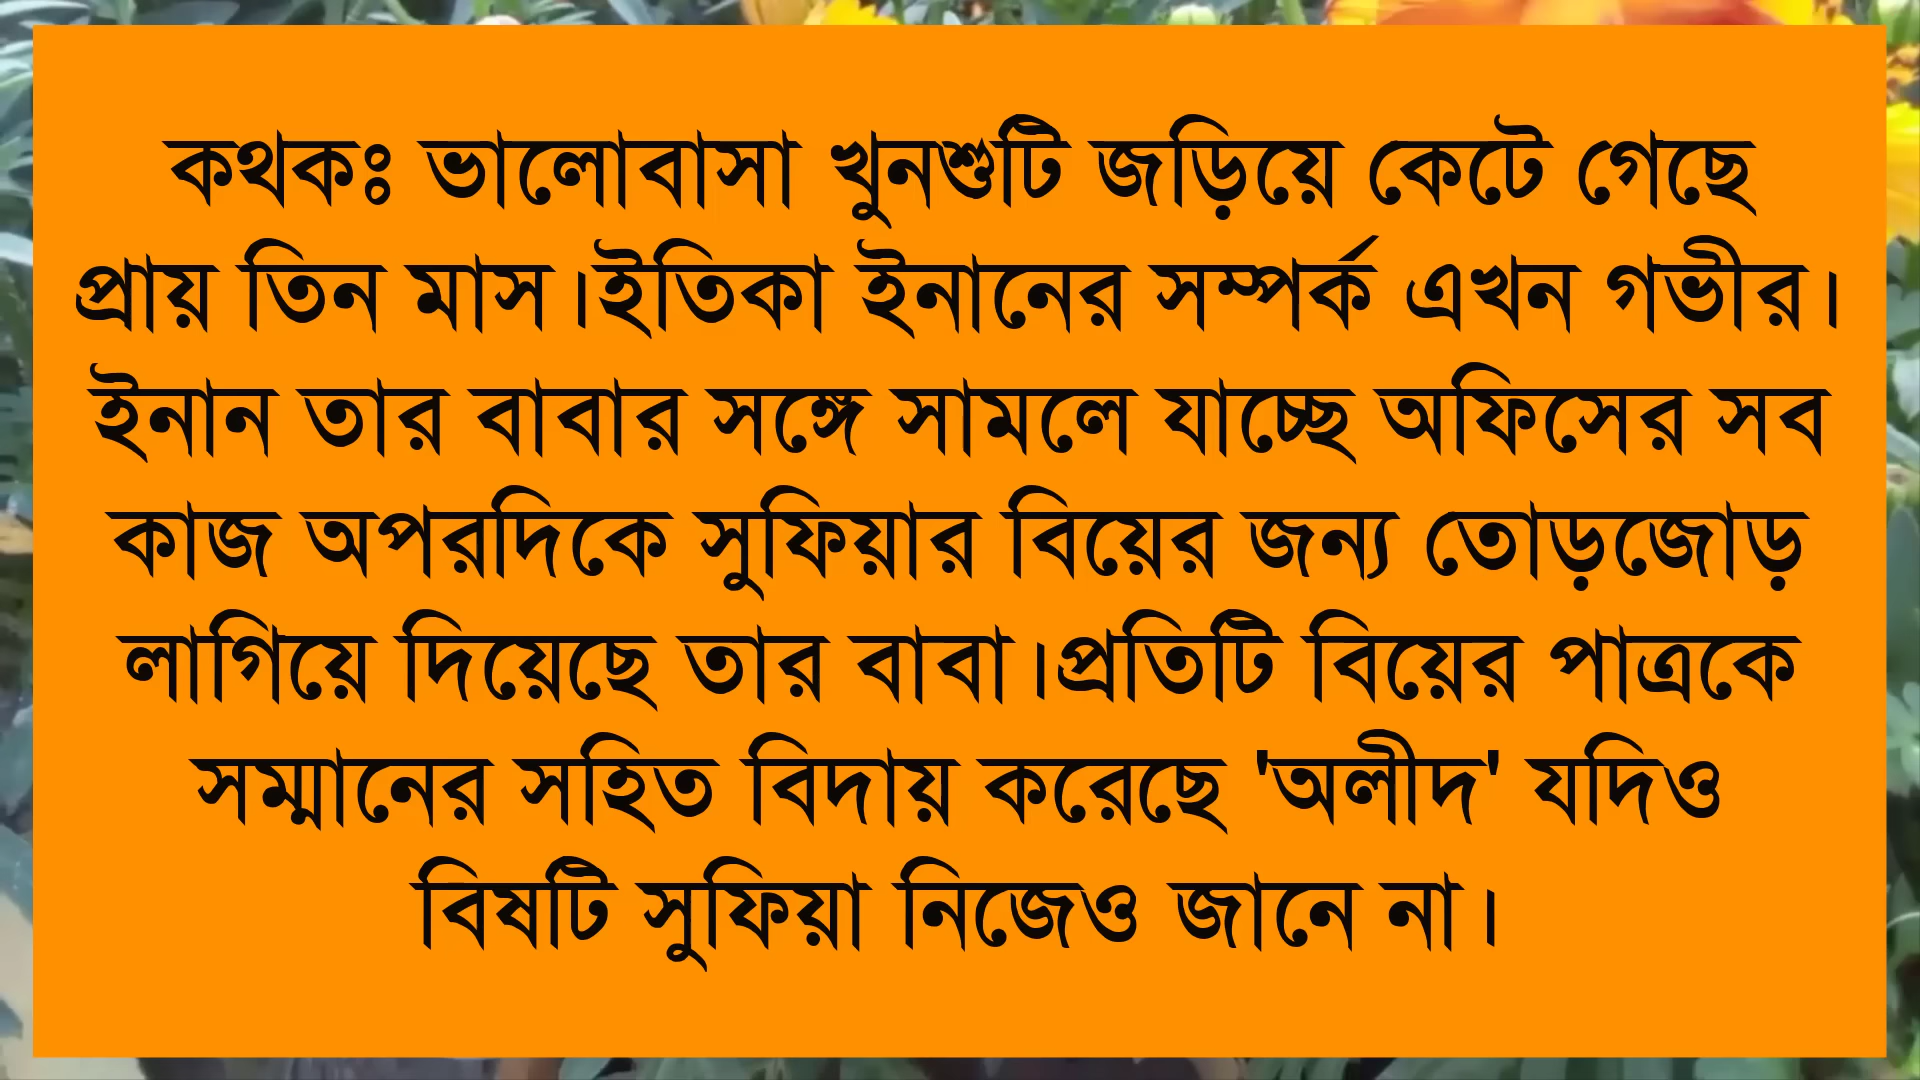 কথকঃ ভালোবাসা খুনশুটি জড়িয়ে কেটে গেছে
প্রায় তিন মাস।ইতিকা ইনানের সম্পর্ক এখন গভীর।
ইনান তার বাবার সঙ্গে সামলে যাচ্ছে অফিসের সব
কাজ অপরদিকে সুফিয়ার বিয়ের জন্য তোড়জোড়
লাগিয়ে দিয়েছে তার বাবা।প্রতিটি বিয়ের পাত্রকে
সম্মানের সহিত বিদায় করেছে 'অলীদ' যদিও
বিষটি সুফিয়া নিজেও জানে না।